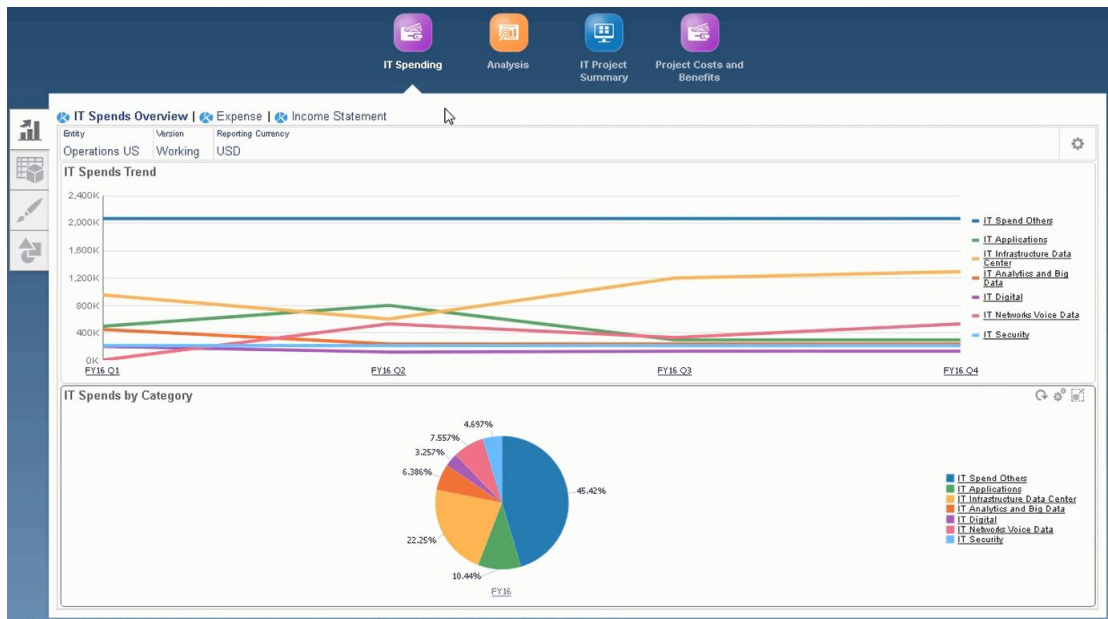 IT Spending
Analysis
IT Project
Summary
Project Costs and
Benefits
IT Spends Overview | Expense | Income Statement
Entity Version Reporting Currency
Operations US Working USD
IT Spends Trend
2,400K
2,000K
1,600K
1,200K
800K
400K
0K
FY16 Q1 FY16 Q2 FY16 Q3 FY16 Q4
IT Spend Others
IT Applications
IT Infrastructure Data
Center
IT Analytics and Big
Data
IT Digital
IT Networks Voice Data
IT Security
IT Spends by Category
4.697%
7.557%
3.257%
6.386%
45.42%
22.25%
10.44%
FY16
IT Spend Others
IT Applications
IT Infrastructure Data Center
IT Analytics and Big Data
IT Digital
IT Networks Voice Data
IT Security